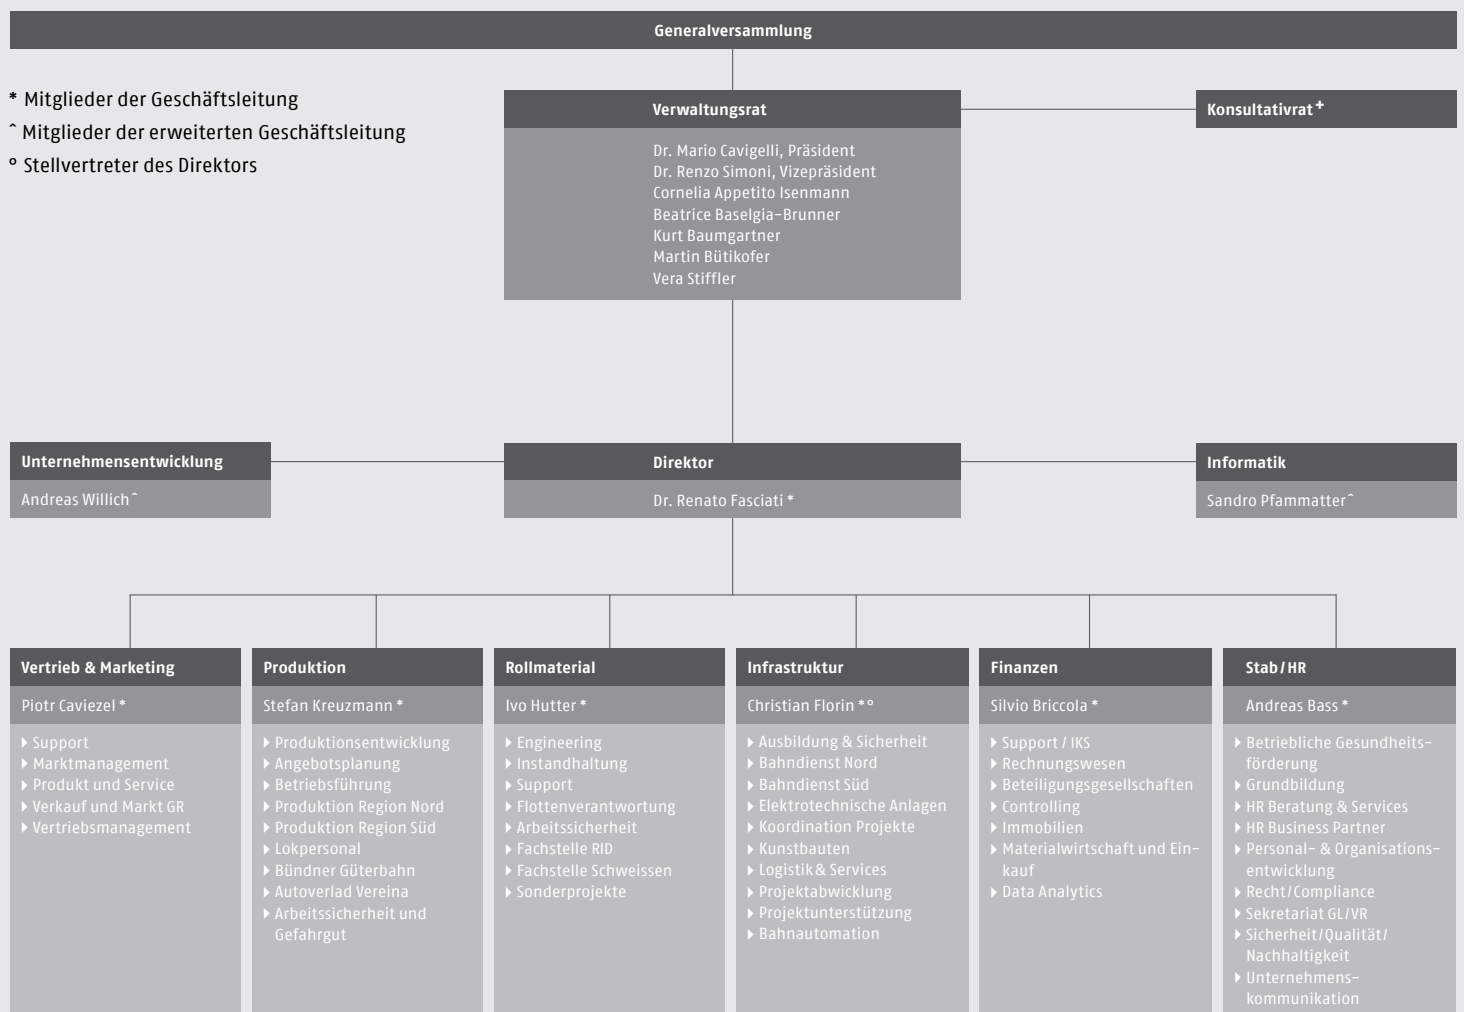 Generalversammlung
* Mitglieder der Geschäftsleitung
ˆ Mitglieder der erweiterten Geschäftsleitung
° Stellvertreter des Direktors
Verwaltungsrat
Dr. Mario Cavigelli, Präsident
Dr. Renzo Simoni, Vizepräsident
Cornelia Appetito Isenmann
Beatrice Baselgia-Brunner
Kurt Baumgartner
Martin Bütikofer
Vera Stiffler
Konsultativrat +
Unternehmensentwicklung
Andreas Willich ˆ
Direktor
Dr. Renato Fasciati *
Informatik
Sandro Pfammatter ˆ
Vertrieb & Marketing
Piotr Caviezel *
Support
Marktmanagement
Produkt und Service
Verkauf und Markt GR
Vertriebsmanagement
Produktion
Stefan Kreuzmann *
Produktionsentwicklung
Angebotsplanung
Betriebsführung
Produktion Region Nord
Produktion Region Süd
Lokpersonal
Bündner Güterbahn
Autoverlad Vereina
Arbeitssicherheit und
Gefahrgut
Rollmaterial
Ivo Hutter *
Engineering
Instandhaltung
Support
Flottenverantwortung
Arbeitssicherheit
Fachstelle RID
Fachstelle Schweissen
Sonderprojekte
Infrastruktur
Christian Florin * °
Ausbildung & Sicherheit
Bahndienst Nord
Bahndienst Süd
Elektrotechnische Anlagen
Koordination Projekte
Kunstbauten
Logistik & Services
Projektabwicklung
Projektunterstützung
Bahnautomation
Finanzen
Silvio Briccola *
Support / IKS
Rechnungswesen
Beteiligungsgesellschaften
Controlling
Immobilien
Materialwirtschaft und Ein-
kauf
Data Analytics
Stab / HR
Andreas Bass *
Betriebliche Gesundheits-
förderung
Grundbildung
HR Beratung & Services
HR Business Partner
Personal- & Organisations-
entwicklung
Recht/Compliance
Sekretariat GL/VR
Sicherheit/Qualität/
Nachhaltigkeit
Unternehmens-
kommunikation